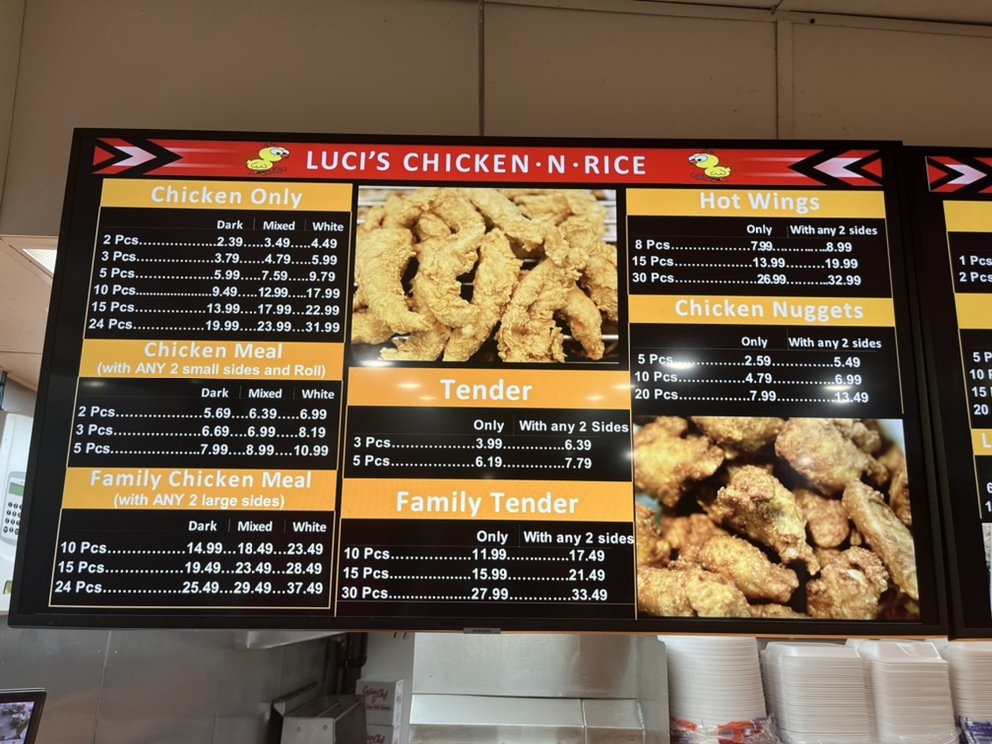 LUCI'S CHICKEN·N·RICE
Chicken Only
Dark Mixed White
2 Pcs.................2.39.....3.49.....4.49
3 Pcs.................3.79.....4.79.....5.99
5 Pcs.................5.99.....7.59.....9.79
10 Pcs.......................9.49.....12.99.....17.99
15 Pcs................13.99.....17.99.....22.99
24 Pcs................19.99.....23.99.....31.99
Chicken Meal
(with ANY 2 small sides and Roll)
Dark Mixed White
2 Pcs..................5.69.....6.39.....6.99
3 Pcs..................6.69.....6.99.....8.19
5 Pcs..................7.99.....8.99.....10.99
Family Chicken Meal
(with ANY 2 large sides)
Dark Mixed White
10 Pcs................14.99...18.49...23.49
15 Pcs................19.49...23.49...28.49
24 Pcs................25.49...29.49...37.49
Tender
Only With any 2 Sides
3 Pcs.......................3.99.................6.39
5 Pcs.......................6.19.................7.79
Family Tender
Only With any 2 sides
10 Pcs......................11.99................17.49
15 Pcs......................15.99................21.49
30 Pcs......................27.99................33.49
Hot Wings
Only With any 2 sides
8 Pcs......................7.99...............8.99
15 Pcs.....................13.99...........19.99
30 Pcs.....................26.99...........32.99
Chicken Nuggets
Only With any 2 sides
5 Pcs....................2.59.................5.49
10 Pcs...................4.79.................6.99
20 Pcs...................7.99.................13.49
SAMSUNG
1 Pcs
2 Pcs
5 P
10
15
20
L